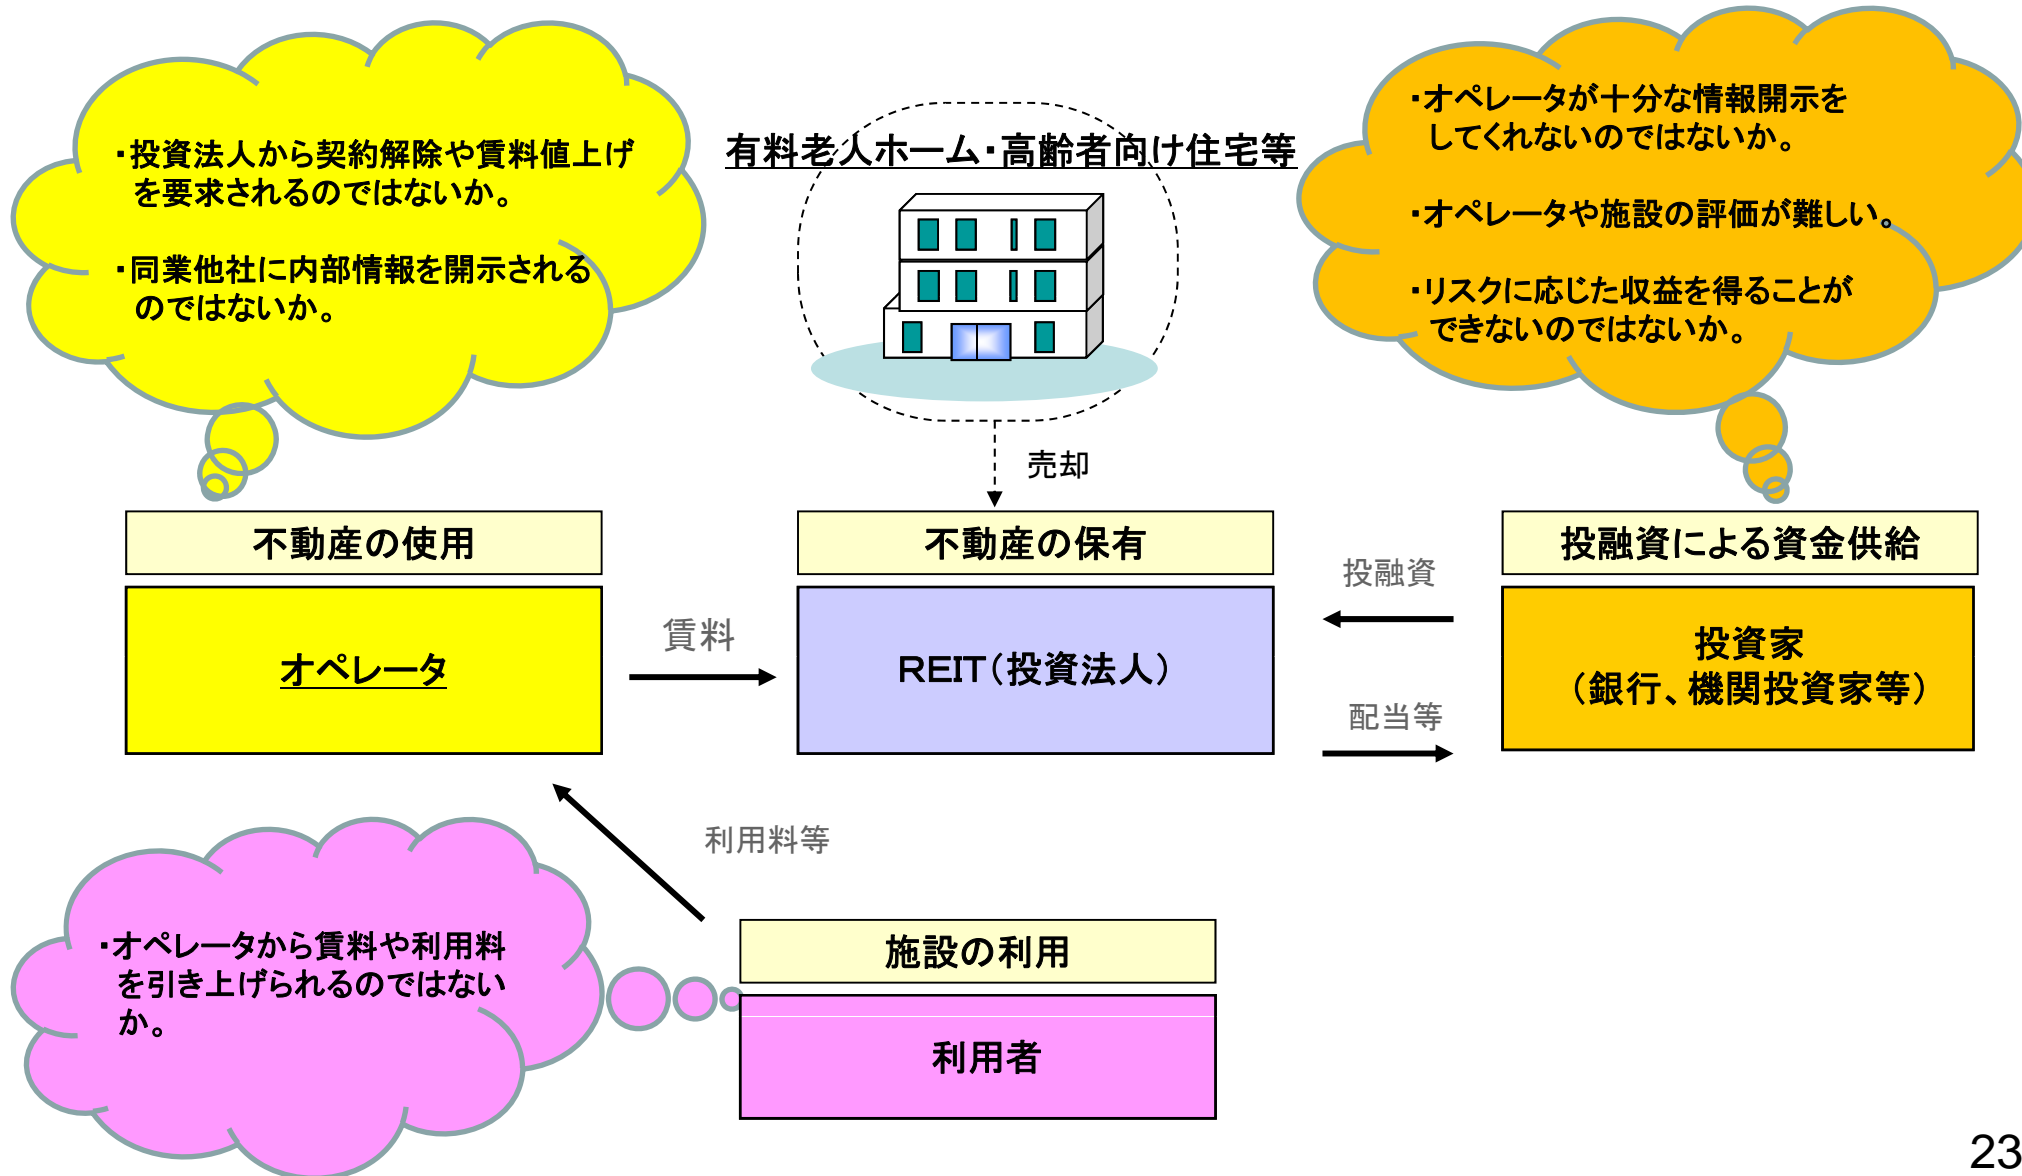 ・投資法人から契約解除や賃料値上げ
を要求されるのではないか。
・同業他社に内部情報を開示される
のではないか。
有料老人ホーム・高齢者向け住宅等
・オペレータが十分な情報開示を
してくれないのではないか。
・オペレータや施設の評価が難しい。
・リスクに応じた収益を得ることが
できないのではないか。
売却
不動産の使用
オペレータ
賃料
不動産の保有
REIT（投資法人）
投融資
配当等
投融資による資金供給
投資家
（銀行、機関投資家等）
利用料等
・オペレータから賃料や利用料
を引き上げられるのではない
か。
施設の利用
利用者
23